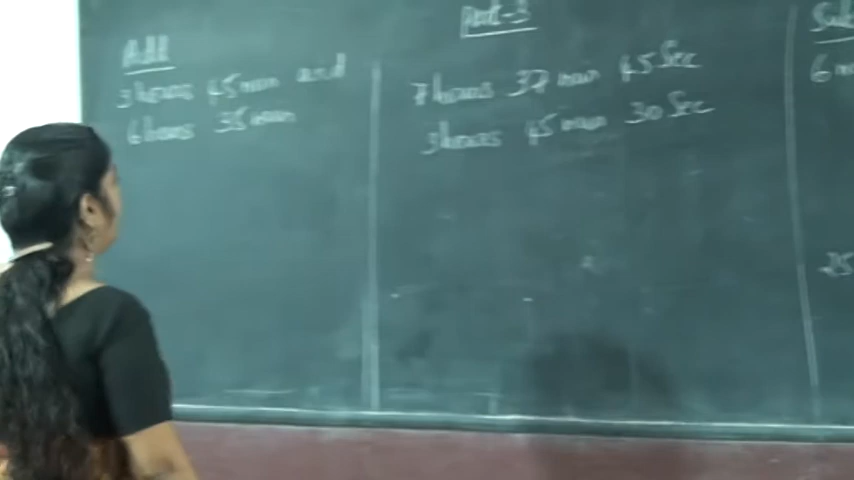 Add
3 hours 45 min and
6 hours 35 min
Part-3
7 hours 37 min 45 Sec
3 hours 45 min 30 Sec
6